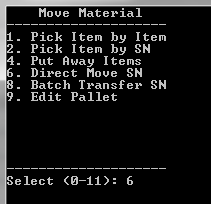 Move Material
--------------------
1. Pick Item by Item
2. Pick Item by SN
4. Put Away Items
6. Direct Move SN
8. Batch Transfer SN
9. Edit Pallet
--------------------
Select (0-11): 6